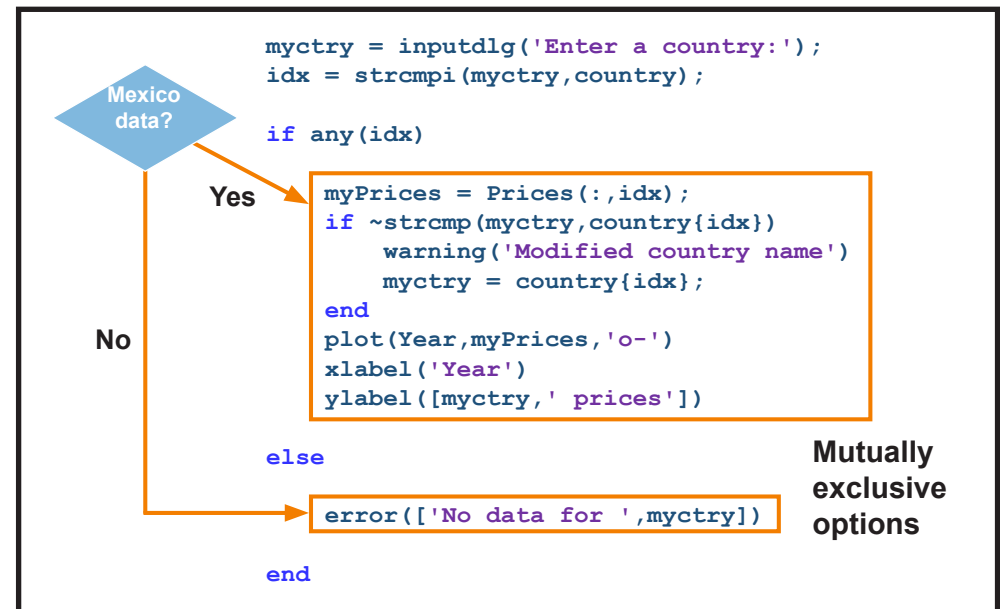 myctry = inputdlg('Enter a country:');
idx = strcmpi(myctry,country);
Mexico
data?
if any(idx)
Yes
myPrices = Prices(:,idx);
if ~strcmp(myctry,country{idx})
warning('Modified country name')
myctry = country{idx};
end
plot(Year,myPrices,'o-')
xlabel('Year')
ylabel([myctry,' prices'])
No
else
Mutually
exclusive
options
error(['No data for ',myctry])
end